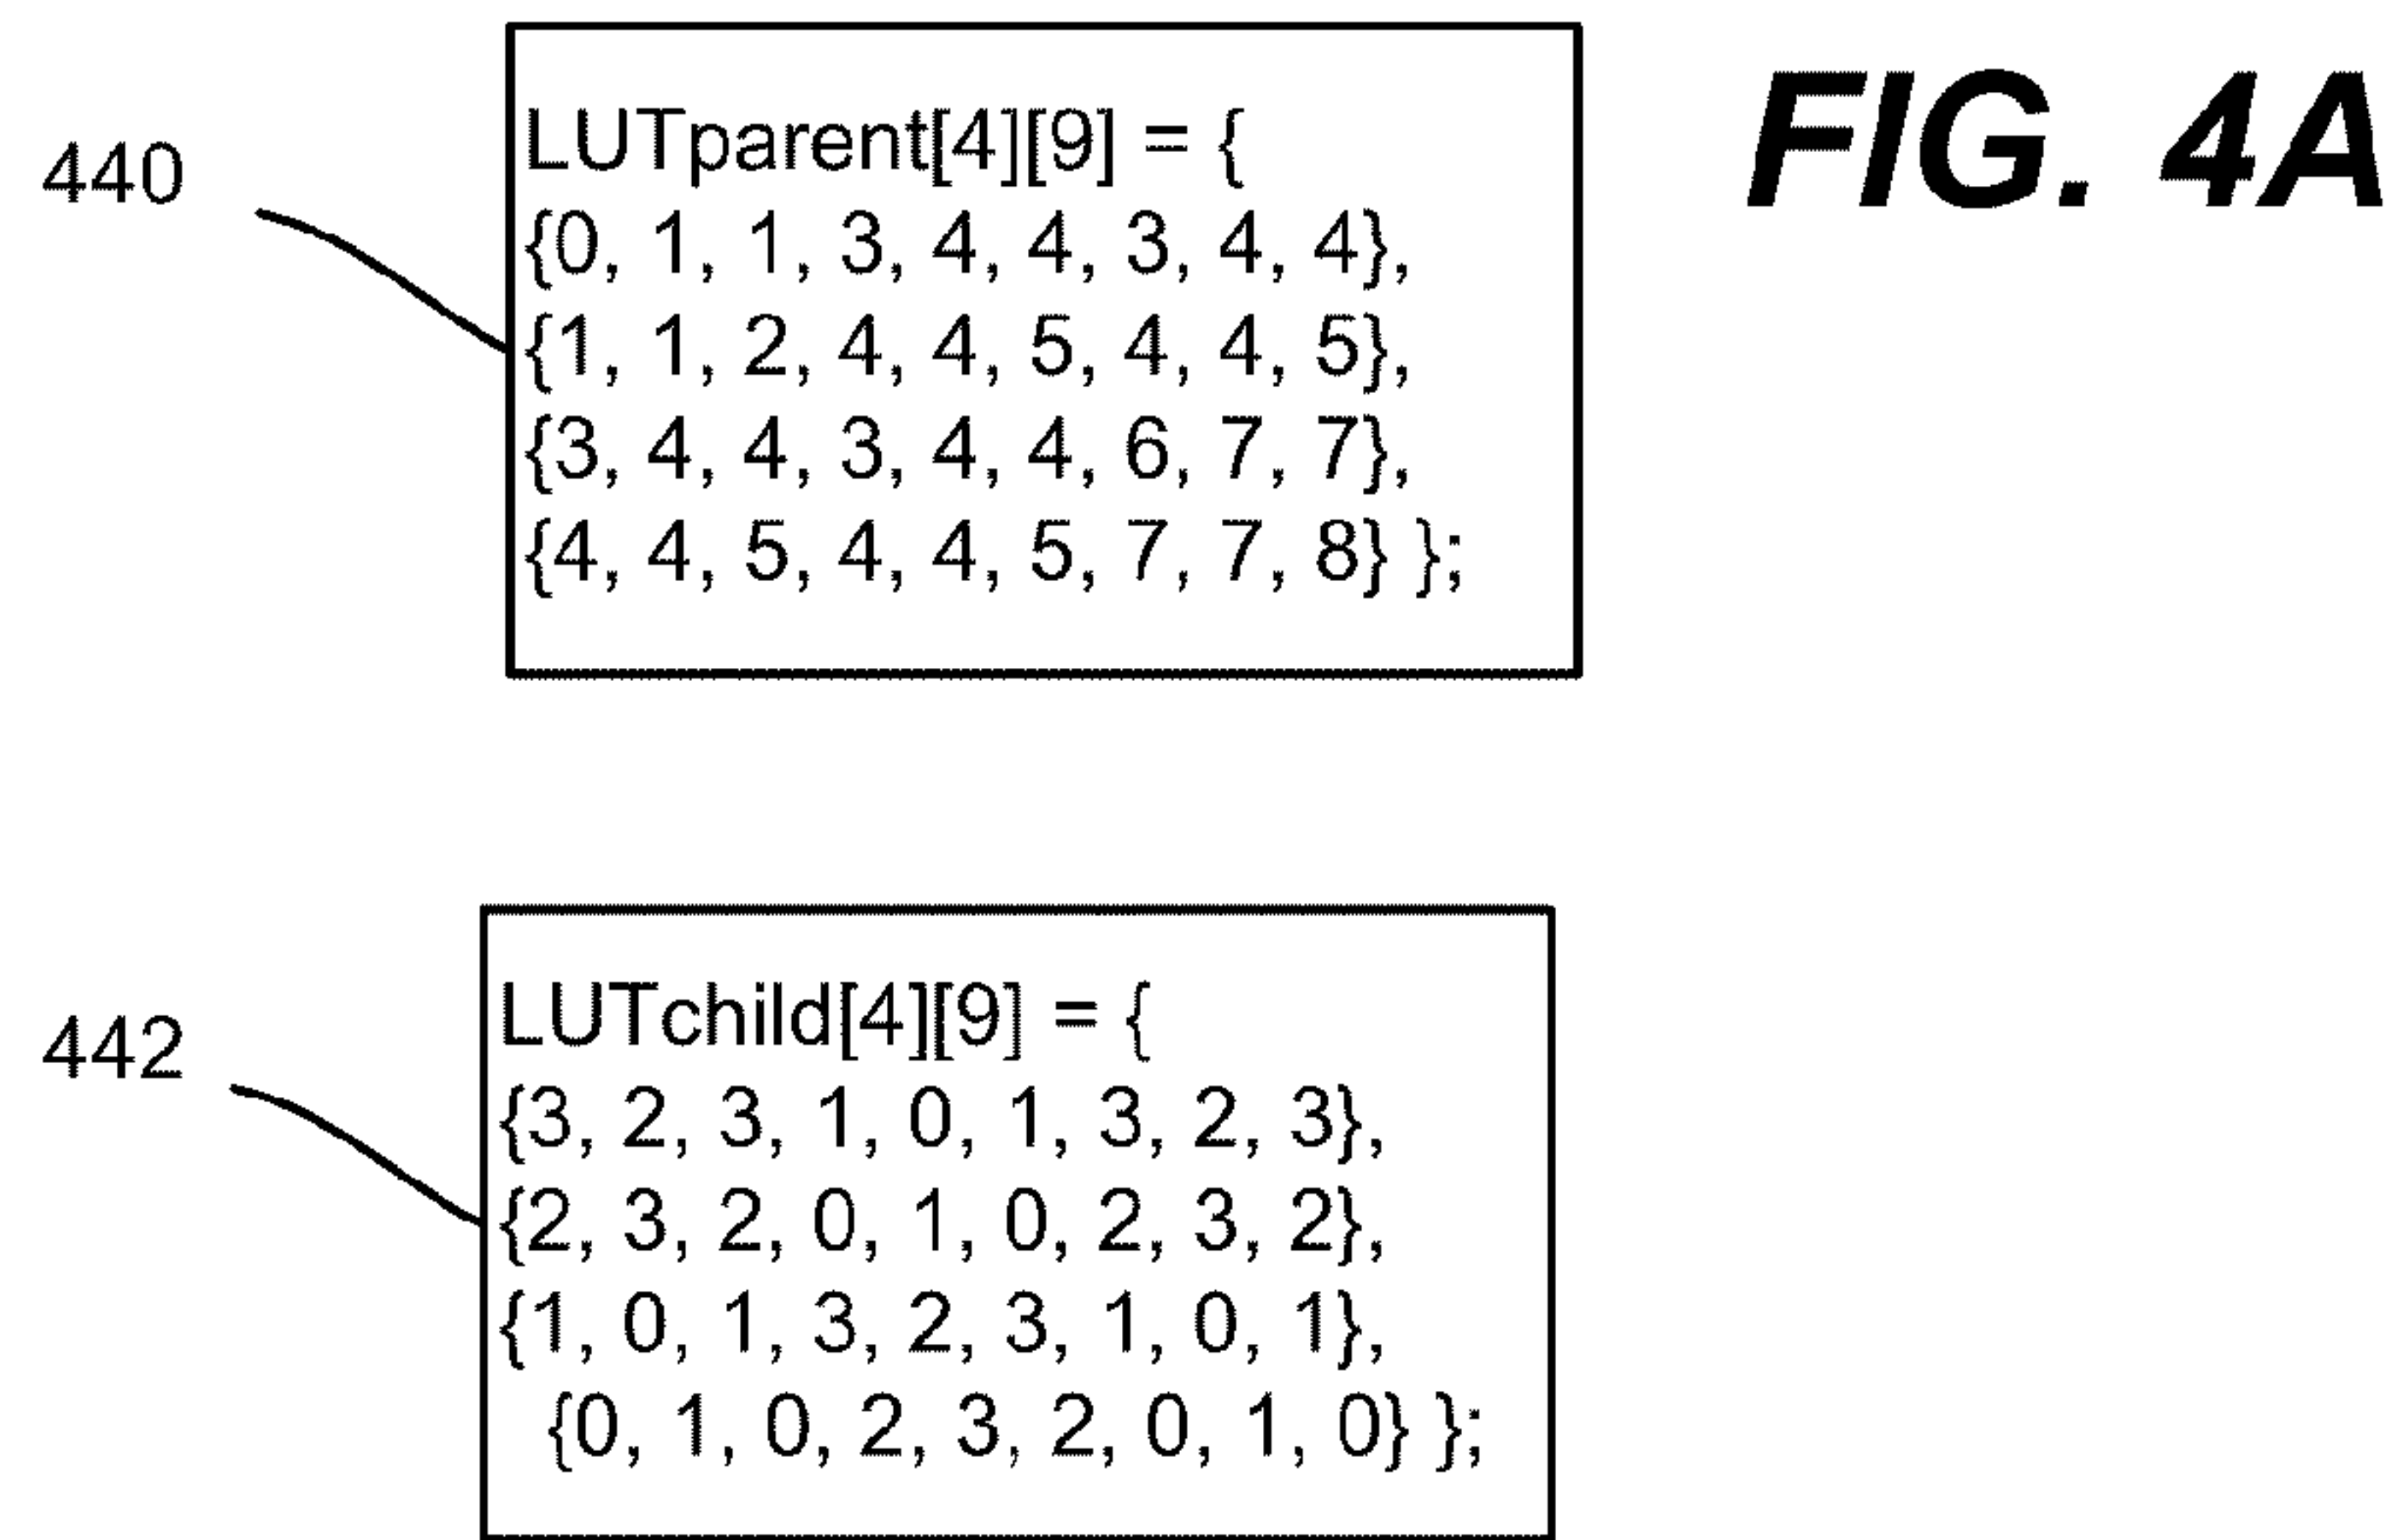 FIG. 4A
440
LUTparent[4][9] = {
{0, 1, 1, 3, 4, 4, 3, 4, 4},
{1, 1, 2, 4, 4, 5, 4, 4, 5},
{3, 4, 4, 3, 4, 4, 6, 7, 7},
{4, 4, 5, 4, 4, 5, 7, 7, 8} };
442
LUTchild[4][9] = {
{3, 2, 3, 1, 0, 1, 3, 2, 3},
{2, 3, 2, 0, 1, 0, 2, 3, 2},
{1, 0, 1, 3, 2, 3, 1, 0, 1},
{0, 1, 0, 2, 3, 2, 0, 1, 0} };